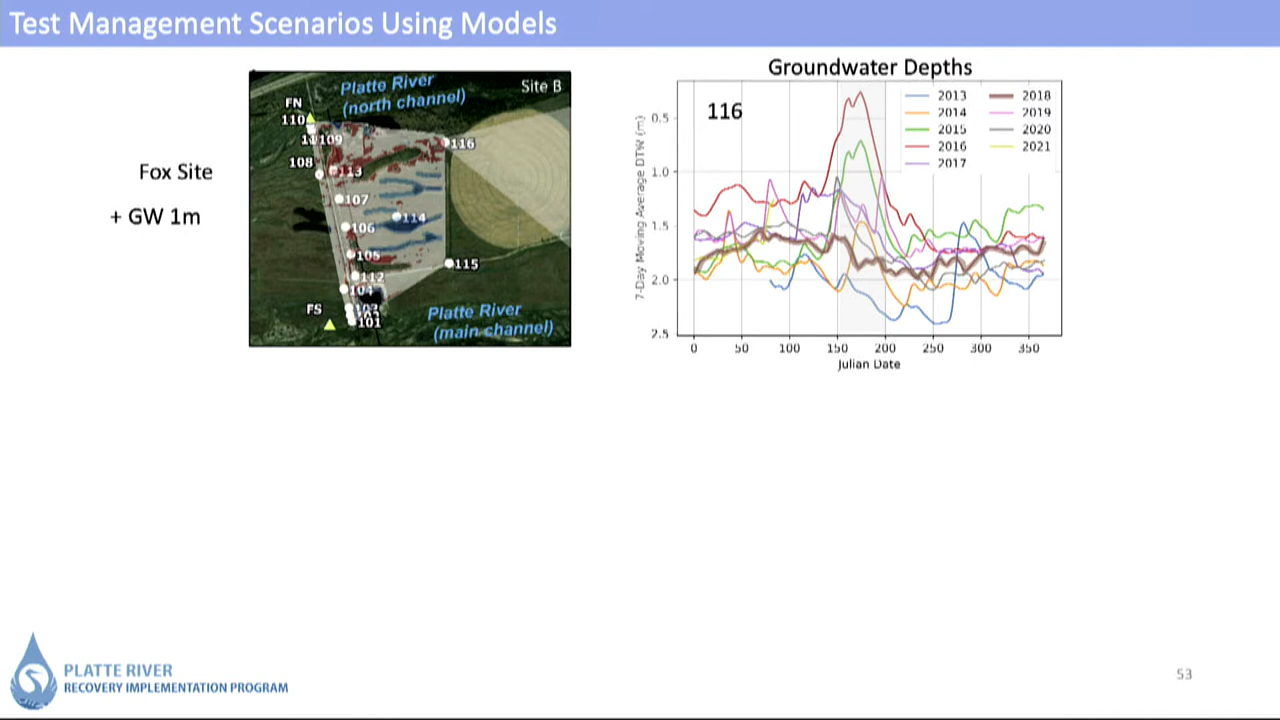 Test Management Scenarios Using Models
Fox Site
+ GW 1m
Platte River
(north channel)
Site B
FN
110
109
116
108
113
107
114
106
105
115
112
104
FS
101
Platte River
(main channel)
Groundwater Depths
116
2013
2014
2015
2016
2017
2018
2019
2020
2021
7-Day Moving Average DTW (m)
0.5
1.0
1.5
2.0
2.5
0 50 100 150 200 250 300 350
Julian Date
PLATTE RIVER
RECOVERY IMPLEMENTATION PROGRAM
53